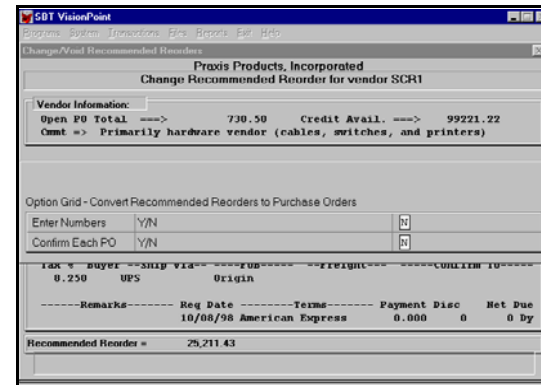 SBT VisionPoint
Programs System Transactions Files Reports Exit Help
Change/Void Recommended Reorders
Praxis Products, Incorporated
Change Recommended Reorder for vendor SCR1
Vendor Information:
Open PO Total ===> 730.50 Credit Avail. ===> 99221.22
Cmmt => Primarily hardware vendor (cables, switches, and printers)
Option Grid - Convert Recommended Reorders to Purchase Orders
Enter Numbers Y/N N
Confirm Each PO Y/N N
Tax % Buyer --Ship Via-- ----FOB----- --Freight--- -----Confirm To-----
0.250 UPS Origin
------Remarks------- Req Date ---------Terms------- Payment Disc Net Due
10/08/98 American Express 0.000 0 0 Dy
Recommended Reorder = 25,211.43